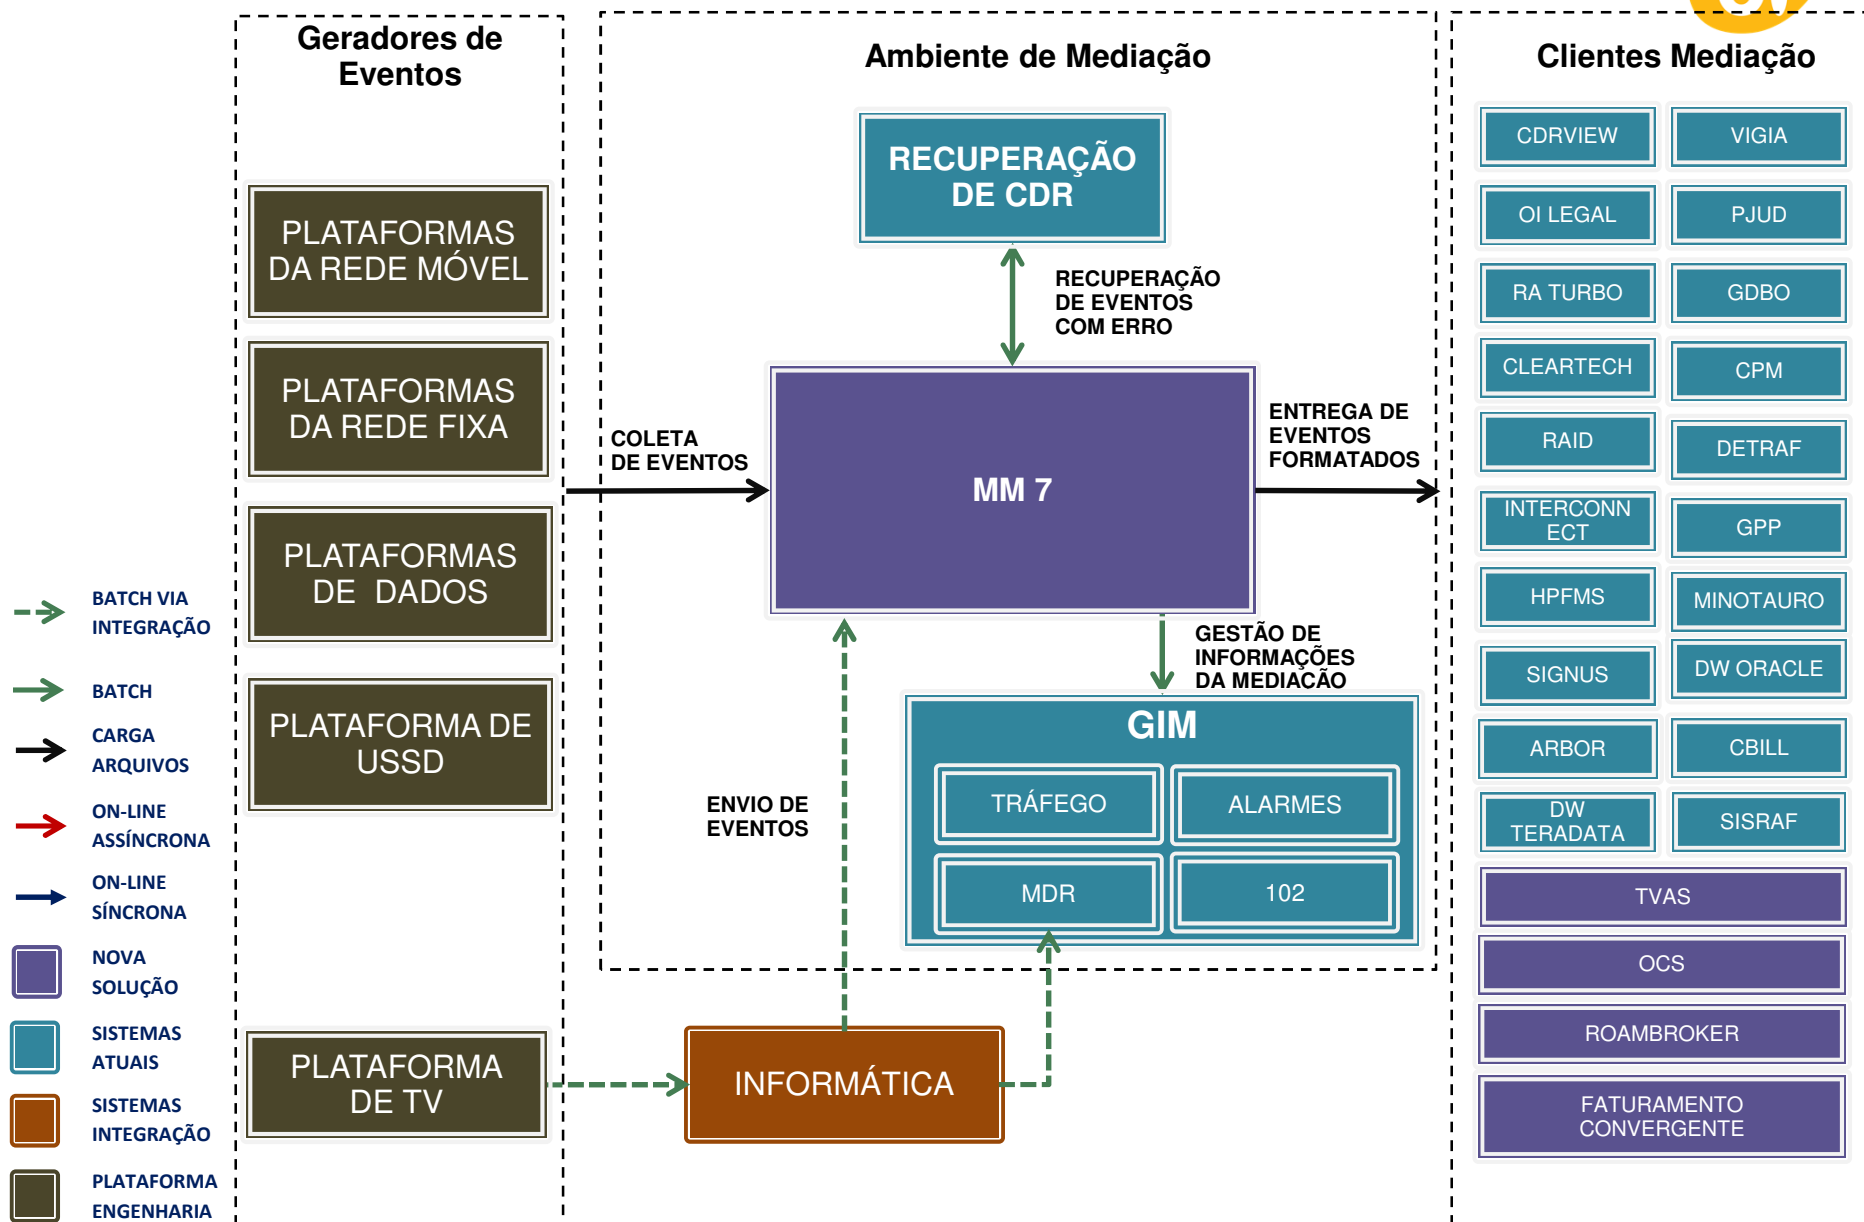 Geradores de
Eventos
PLATAFORMAS
DA REDE MÓVEL
PLATAFORMAS
DA REDE FIXA
PLATAFORMAS
DE DADOS
PLATAFORMA DE
USSD
PLATAFORMA
DE TV
BATCH VIA
INTEGRAÇÃO
BATCH
CARGA
ARQUIVOS
ON-LINE
ASSÍNCRONA
ON-LINE
SÍNCRONA
NOVA
SOLUÇÃO
SISTEMAS
ATUAIS
SISTEMAS
INTEGRAÇÃO
PLATAFORMA
ENGENHARIA
Ambiente de Mediação
RECUPERAÇÃO
DE CDR
RECUPERAÇÃO
DE EVENTOS
COM ERRO
COLETA
DE EVENTOS
MM 7
ENTREGA DE
EVENTOS
FORMATADOS
GESTÃO DE
INFORMAÇÕES
DA MEDIACÃO
ENVIO DE
EVENTOS
GIM
TRÁFEGO
ALARMES
MDR
102
INFORMÁTICA
Clientes Mediação
CDRVIEW
VIGIA
OI LEGAL
PJUD
RA TURBO
GDBO
CLEARTECH
CPM
RAID
DETRAF
INTERCONN
ECT
GPP
HPFMS
MINOTAURO
SIGNUS
DW ORACLE
ARBOR
CBILL
DW
TERADATA
SISRAF
TVAS
OCS
ROAMBROKER
FATURAMENTO
CONVERGENTE